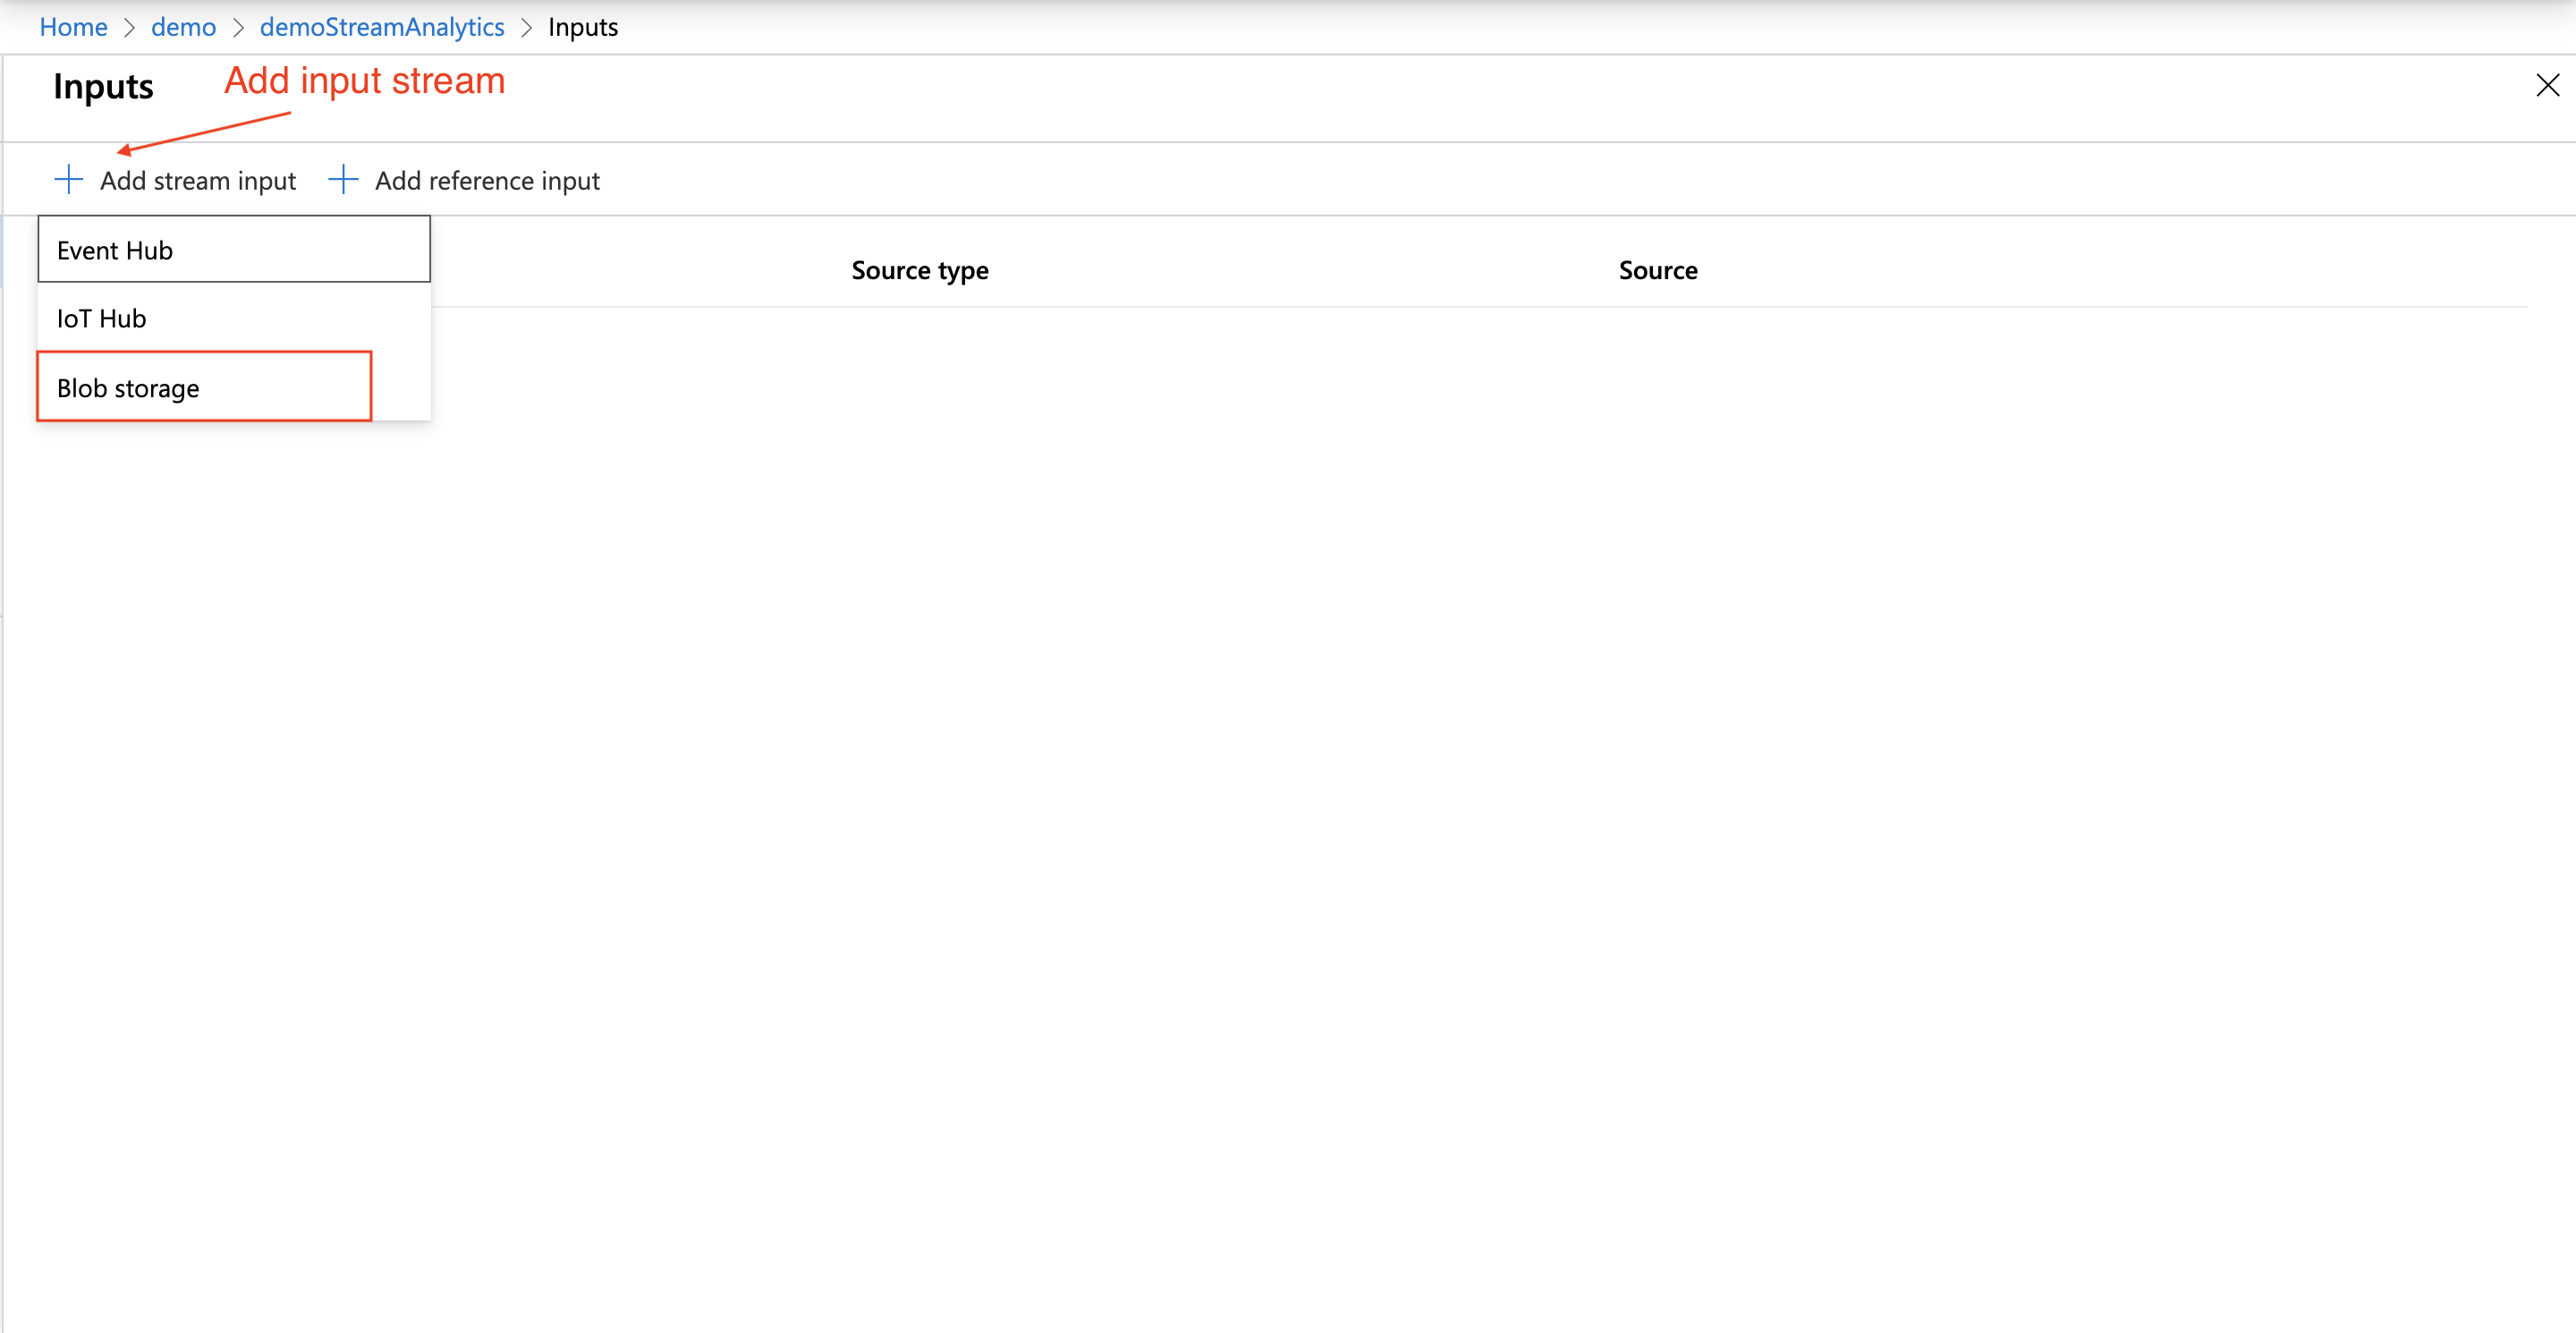 Home > demo > demoStreamAnalytics > Inputs
Inputs
Add input stream
Add stream input
Add reference input
Event Hub
IoT Hub
Blob storage
Source type
Source